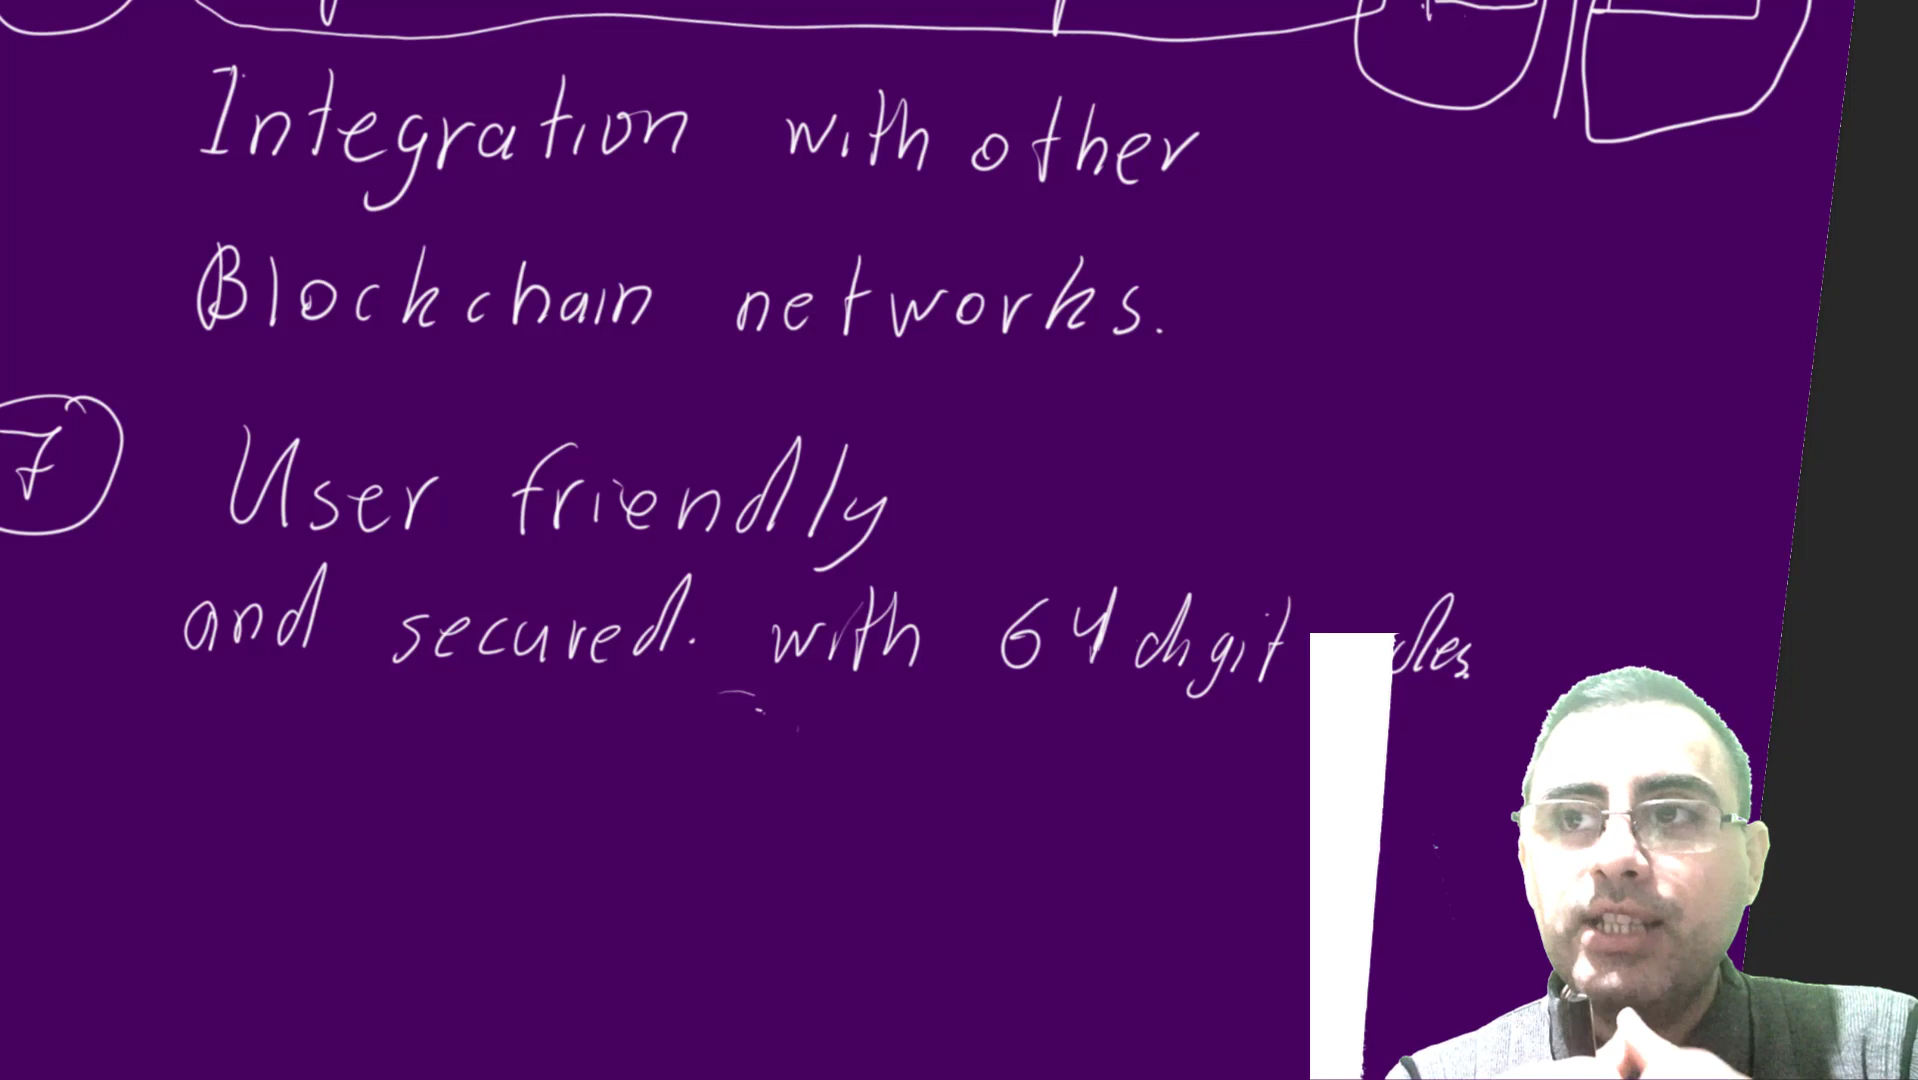 Integration with other
Blockchain networks.
7 User friendly
and secured. with 64 digit